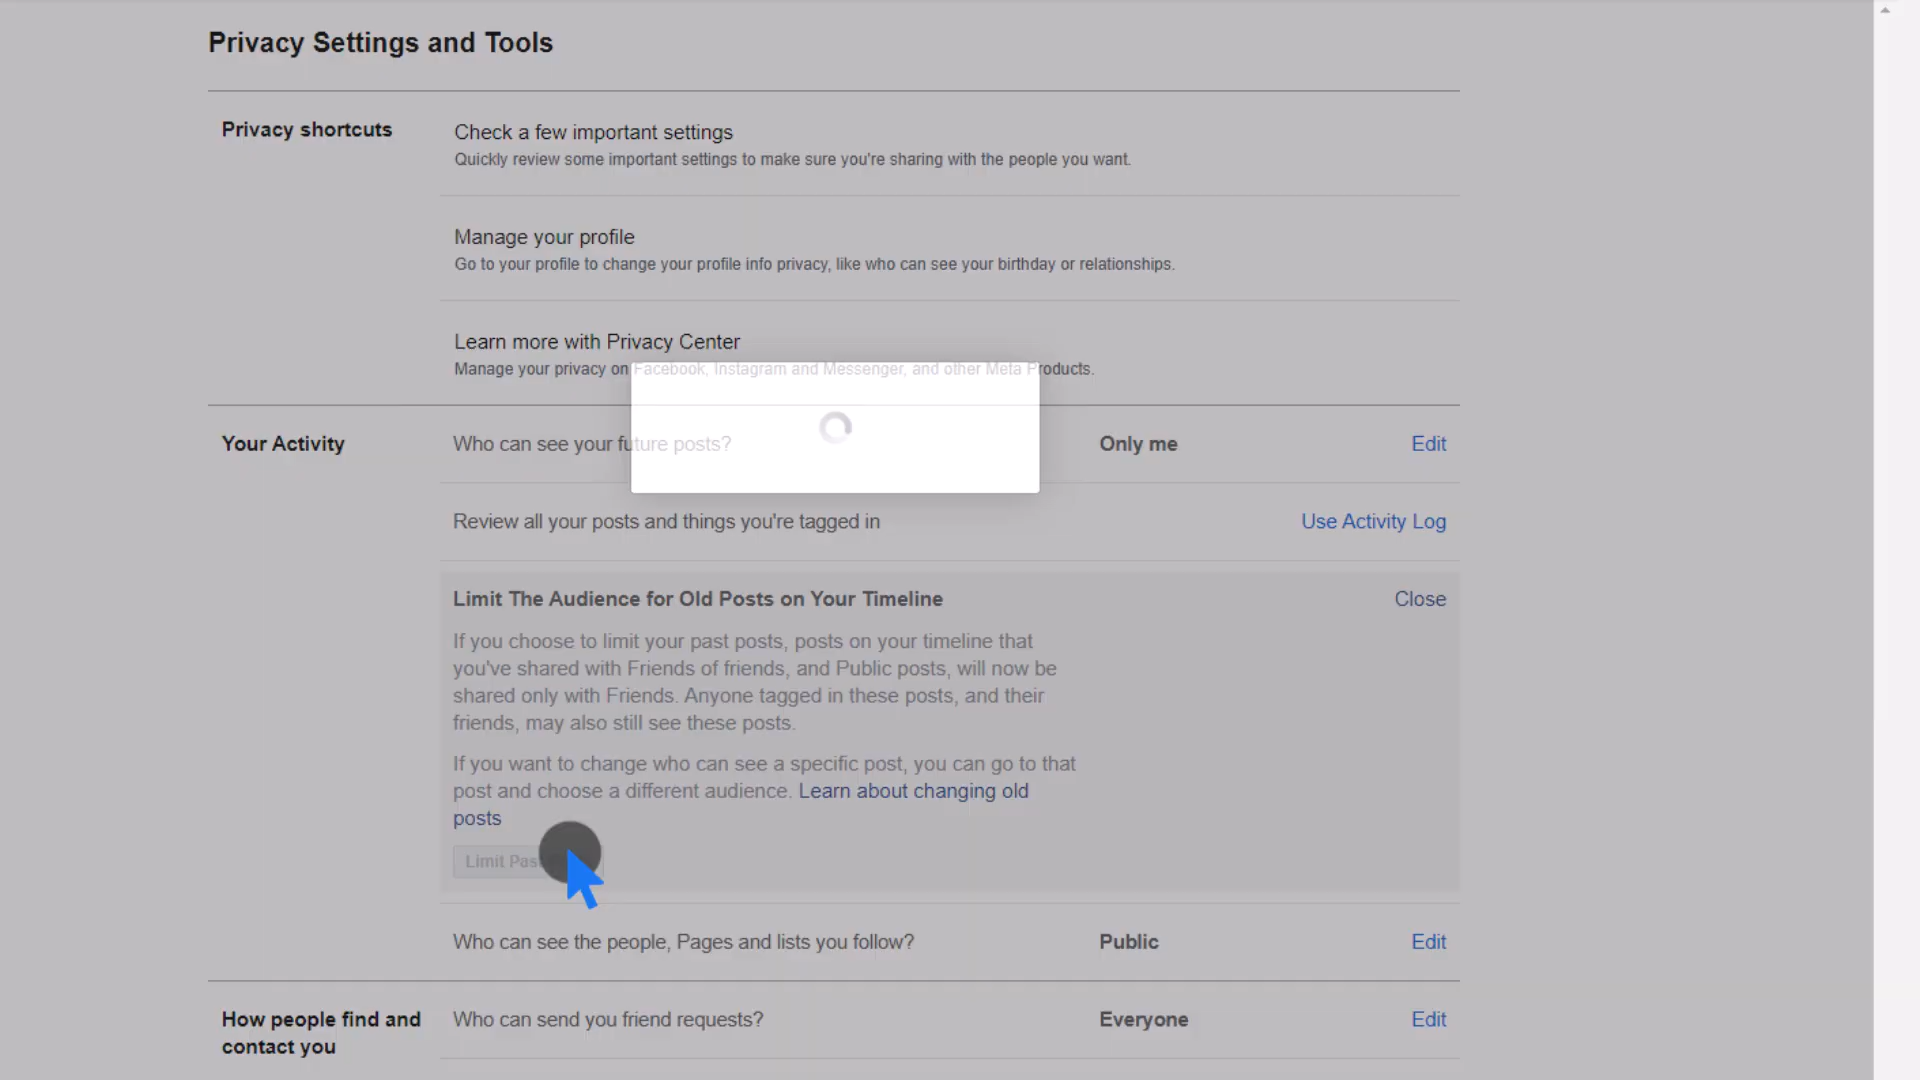 Privacy Settings and Tools
Privacy shortcuts
Check a few important settings
Quickly review some important settings to make sure you're sharing with the people you want.
Manage your profile
Go to your profile to change your profile info privacy, like who can see your birthday or relationships.
Learn more with Privacy Center
Manage your privacy on Facebook, Instagram and Messenger, and other Meta Products.
Your Activity
Who can see your future posts?
Only me
Edit
Review all your posts and things you're tagged in
Use Activity Log
Limit The Audience for Old Posts on Your Timeline
Close
If you choose to limit your past posts, posts on your timeline that
you've shared with Friends of friends, and Public posts, will now be
shared only with Friends. Anyone tagged in these posts, and their
friends, may also still see these posts.
If you want to change who can see a specific post, you can go to that
post and choose a different audience. Learn about changing old
posts
Limit
Who can see the people, Pages and lists you follow?
Public
Edit
How people find and
contact you
Who can send you friend requests?
Everyone
Edit